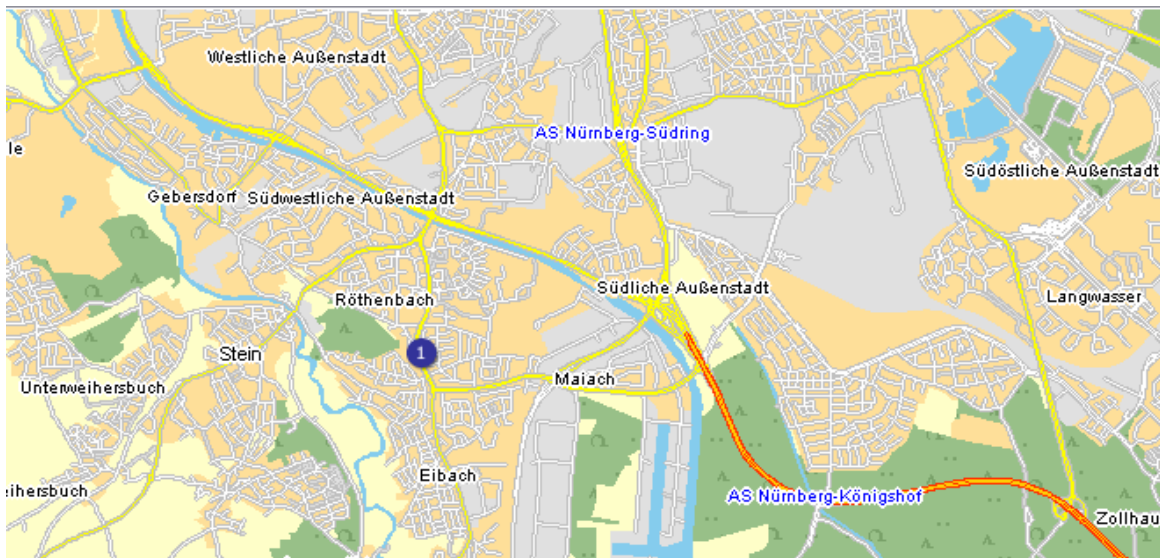 Westliche Außenstadt
AS Nürnberg-Südring
le
Südöstliche Außenstadt
Gebersdorf
Südwestliche Außenstadt
Südliche Außenstadt
Langwasser
Röthenbach
1
Stein
Maiach
Unterweihersbuch
Eibach
eihersbuch
AS Nürnberg-Königshof
Zollhau